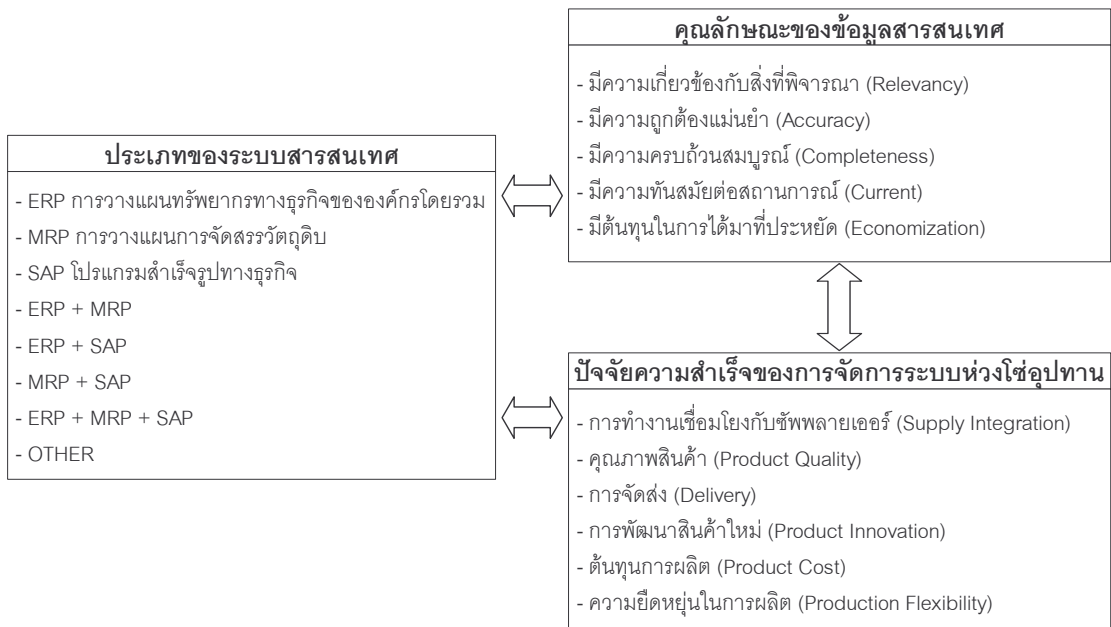 คุณลักษณะของข้อมูลสารสนเทศ
- มีความเกี่ยวข้องกับสิ่งที่พิจารณา (Relevancy)
- มีความถูกต้องแม่นยำ (Accuracy)
- มีความครบถ้วนสมบูรณ์ (Completeness)
- มีความทันสมัยต่อสถานการณ์ (Current)
- มีต้นทุนในการได้มาที่ประหยัด (Economization)
ประเภทของระบบสารสนเทศ
- ERP การวางแผนทรัพยากรทางธุรกิจขององค์กรโดยรวม
- MRP การวางแผนการจัดสรรวัตถุดิบ
- SAP โปรแกรมสำเร็จรูปทางธุรกิจ
- ERP + MRP
- ERP + SAP
- MRP + SAP
- ERP + MRP + SAP
- OTHER
ปัจจัยความสำเร็จของการจัดการระบบห่วงโซ่อุปทาน
- การทำงานเชื่อมโยงกับซัพพลายเออร์ (Supply Integration)
- คุณภาพสินค้า (Product Quality)
- การจัดส่ง (Delivery)
- การพัฒนาสินค้าใหม่ (Product Innovation)
- ต้นทุนการผลิต (Product Cost)
- ความยืดหยุ่นในการผลิต (Production Flexibility)